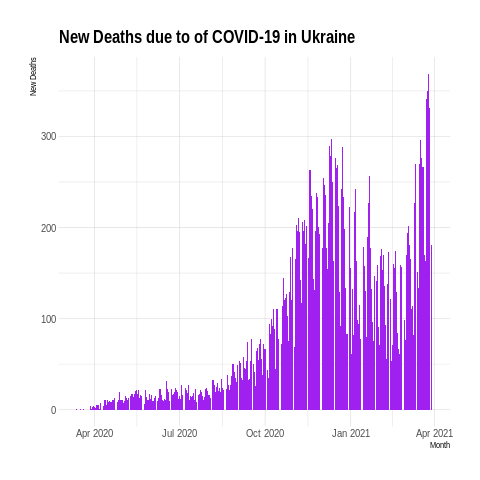 New Deaths due to of COVID-19 in Ukraine
New Deaths
300
200
100
0
Apr 2020 Jul 2020 Oct 2020 Jan 2021 Apr 2021
Month